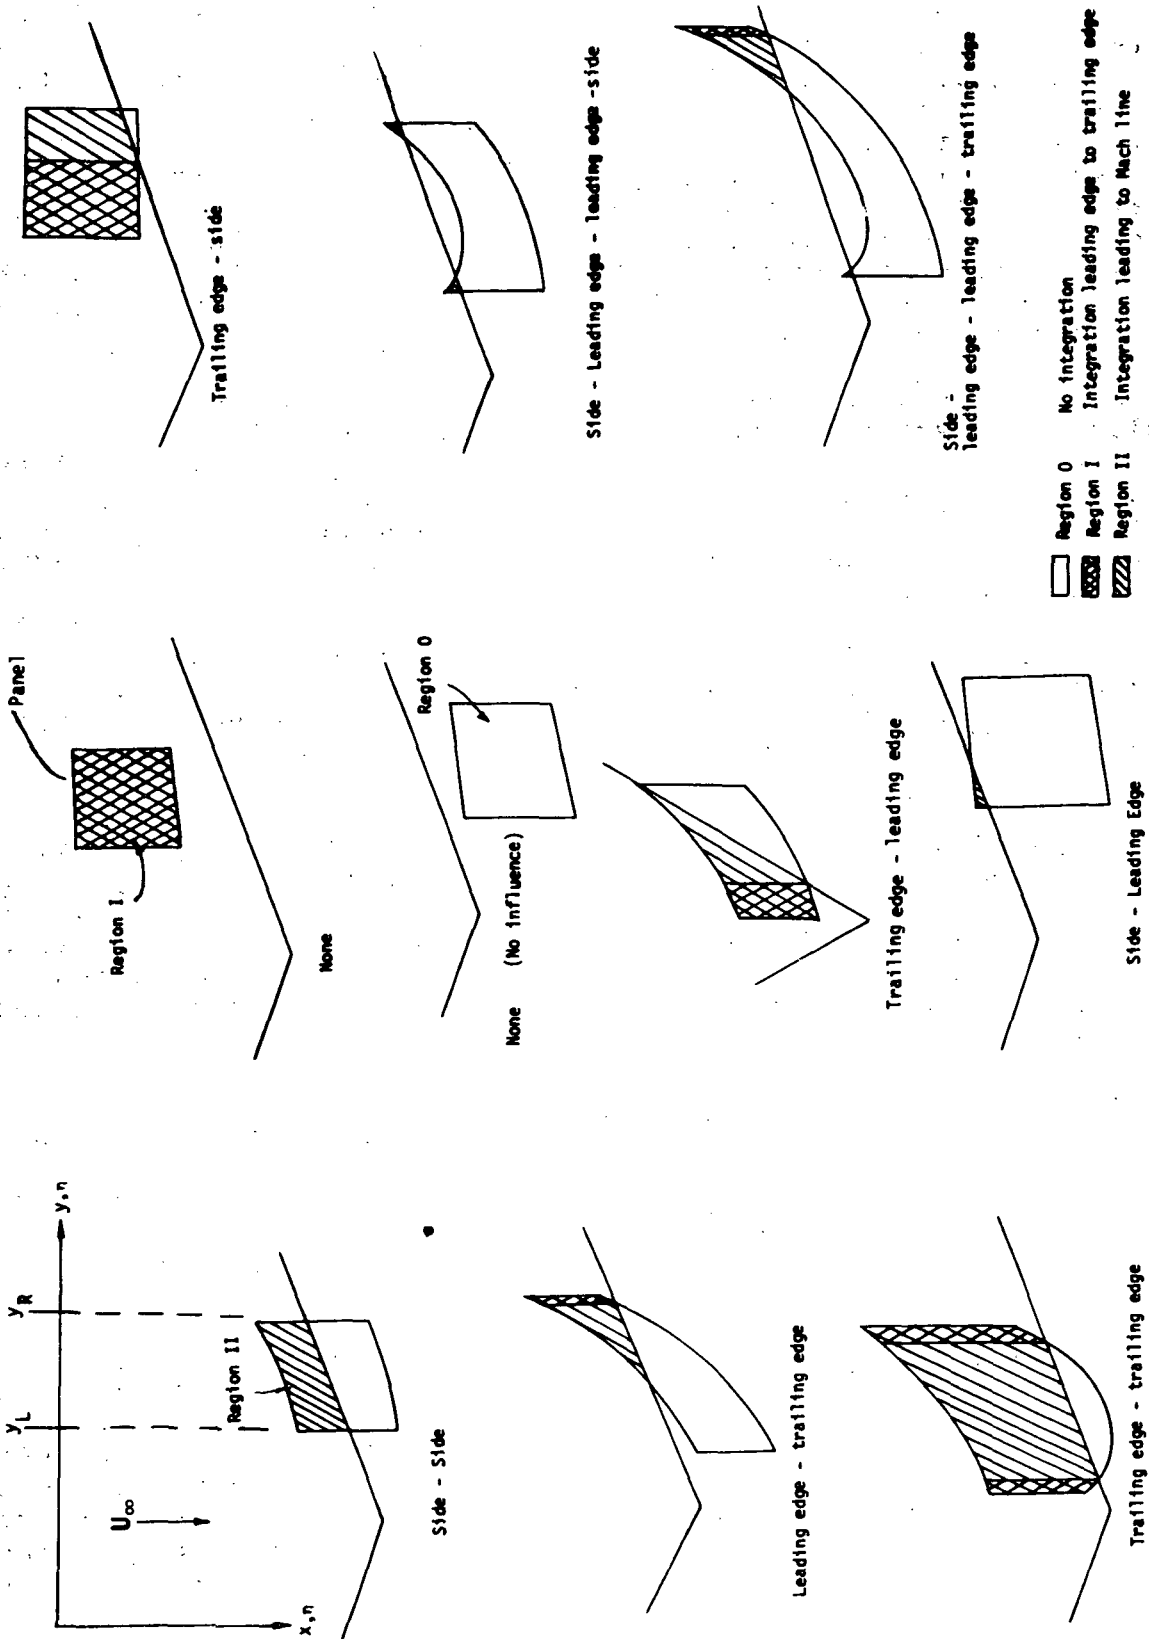 y,η
y_R
y_L
U∞
x,η
Region II
Side - Side
Leading edge - trailing edge
Trailing edge - trailing edge
Panel
Region I
None
Region 0
None (No influence)
Trailing edge - leading edge
Side - Leading Edge
Trailing edge - side
Side - Leading edge - leading edge -side
Side -
leading edge - leading edge - trailing edge
Region 0 No integration
Region I Integration leading edge to trailing edge
Region II Integration leading to Mach line